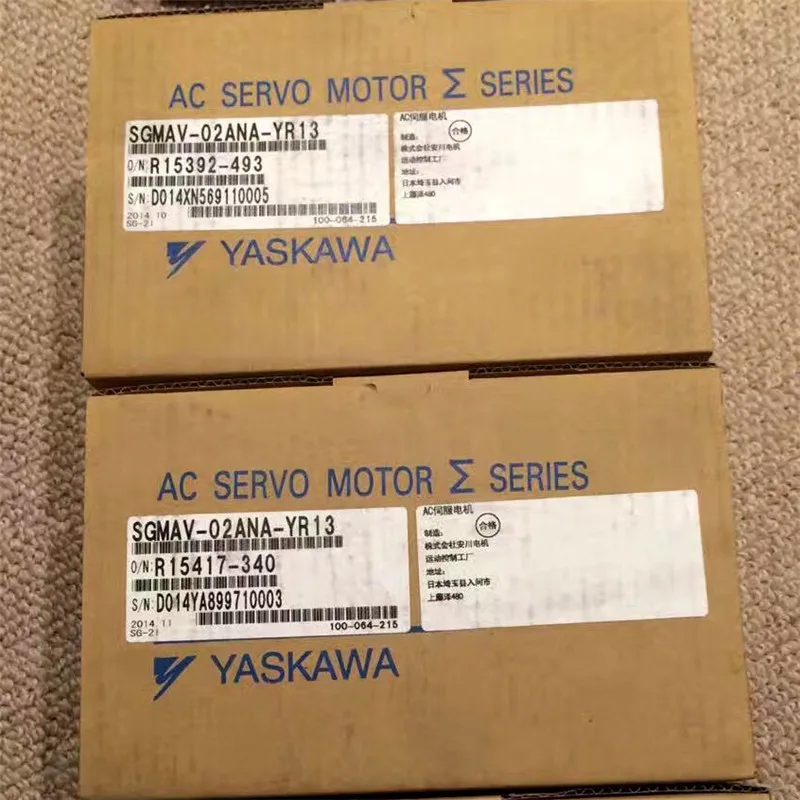 AC SERVO MOTOR Σ SERIES
SGMAV-02ANA-YR13
O/N: R15392-493
S/N: D014XN569110005
2014.10
SG-21
100-064-215
AC伺服电机
合格
制造:
株式会社安川电机
运动控制工厂
地址:
日本埼玉县入间市
上藤泽480
YASKAWA
AC SERVO MOTOR Σ SERIES
SGMAV-02ANA-YR13
O/N: R15417-340
S/N: D014YA899710003
2014.11
SG-21
100-064-215
AC伺服电机
合格
制造:
株式会社安川电机
运动控制工厂
地址:
日本埼玉县入间市
上藤泽480
YASKAWA